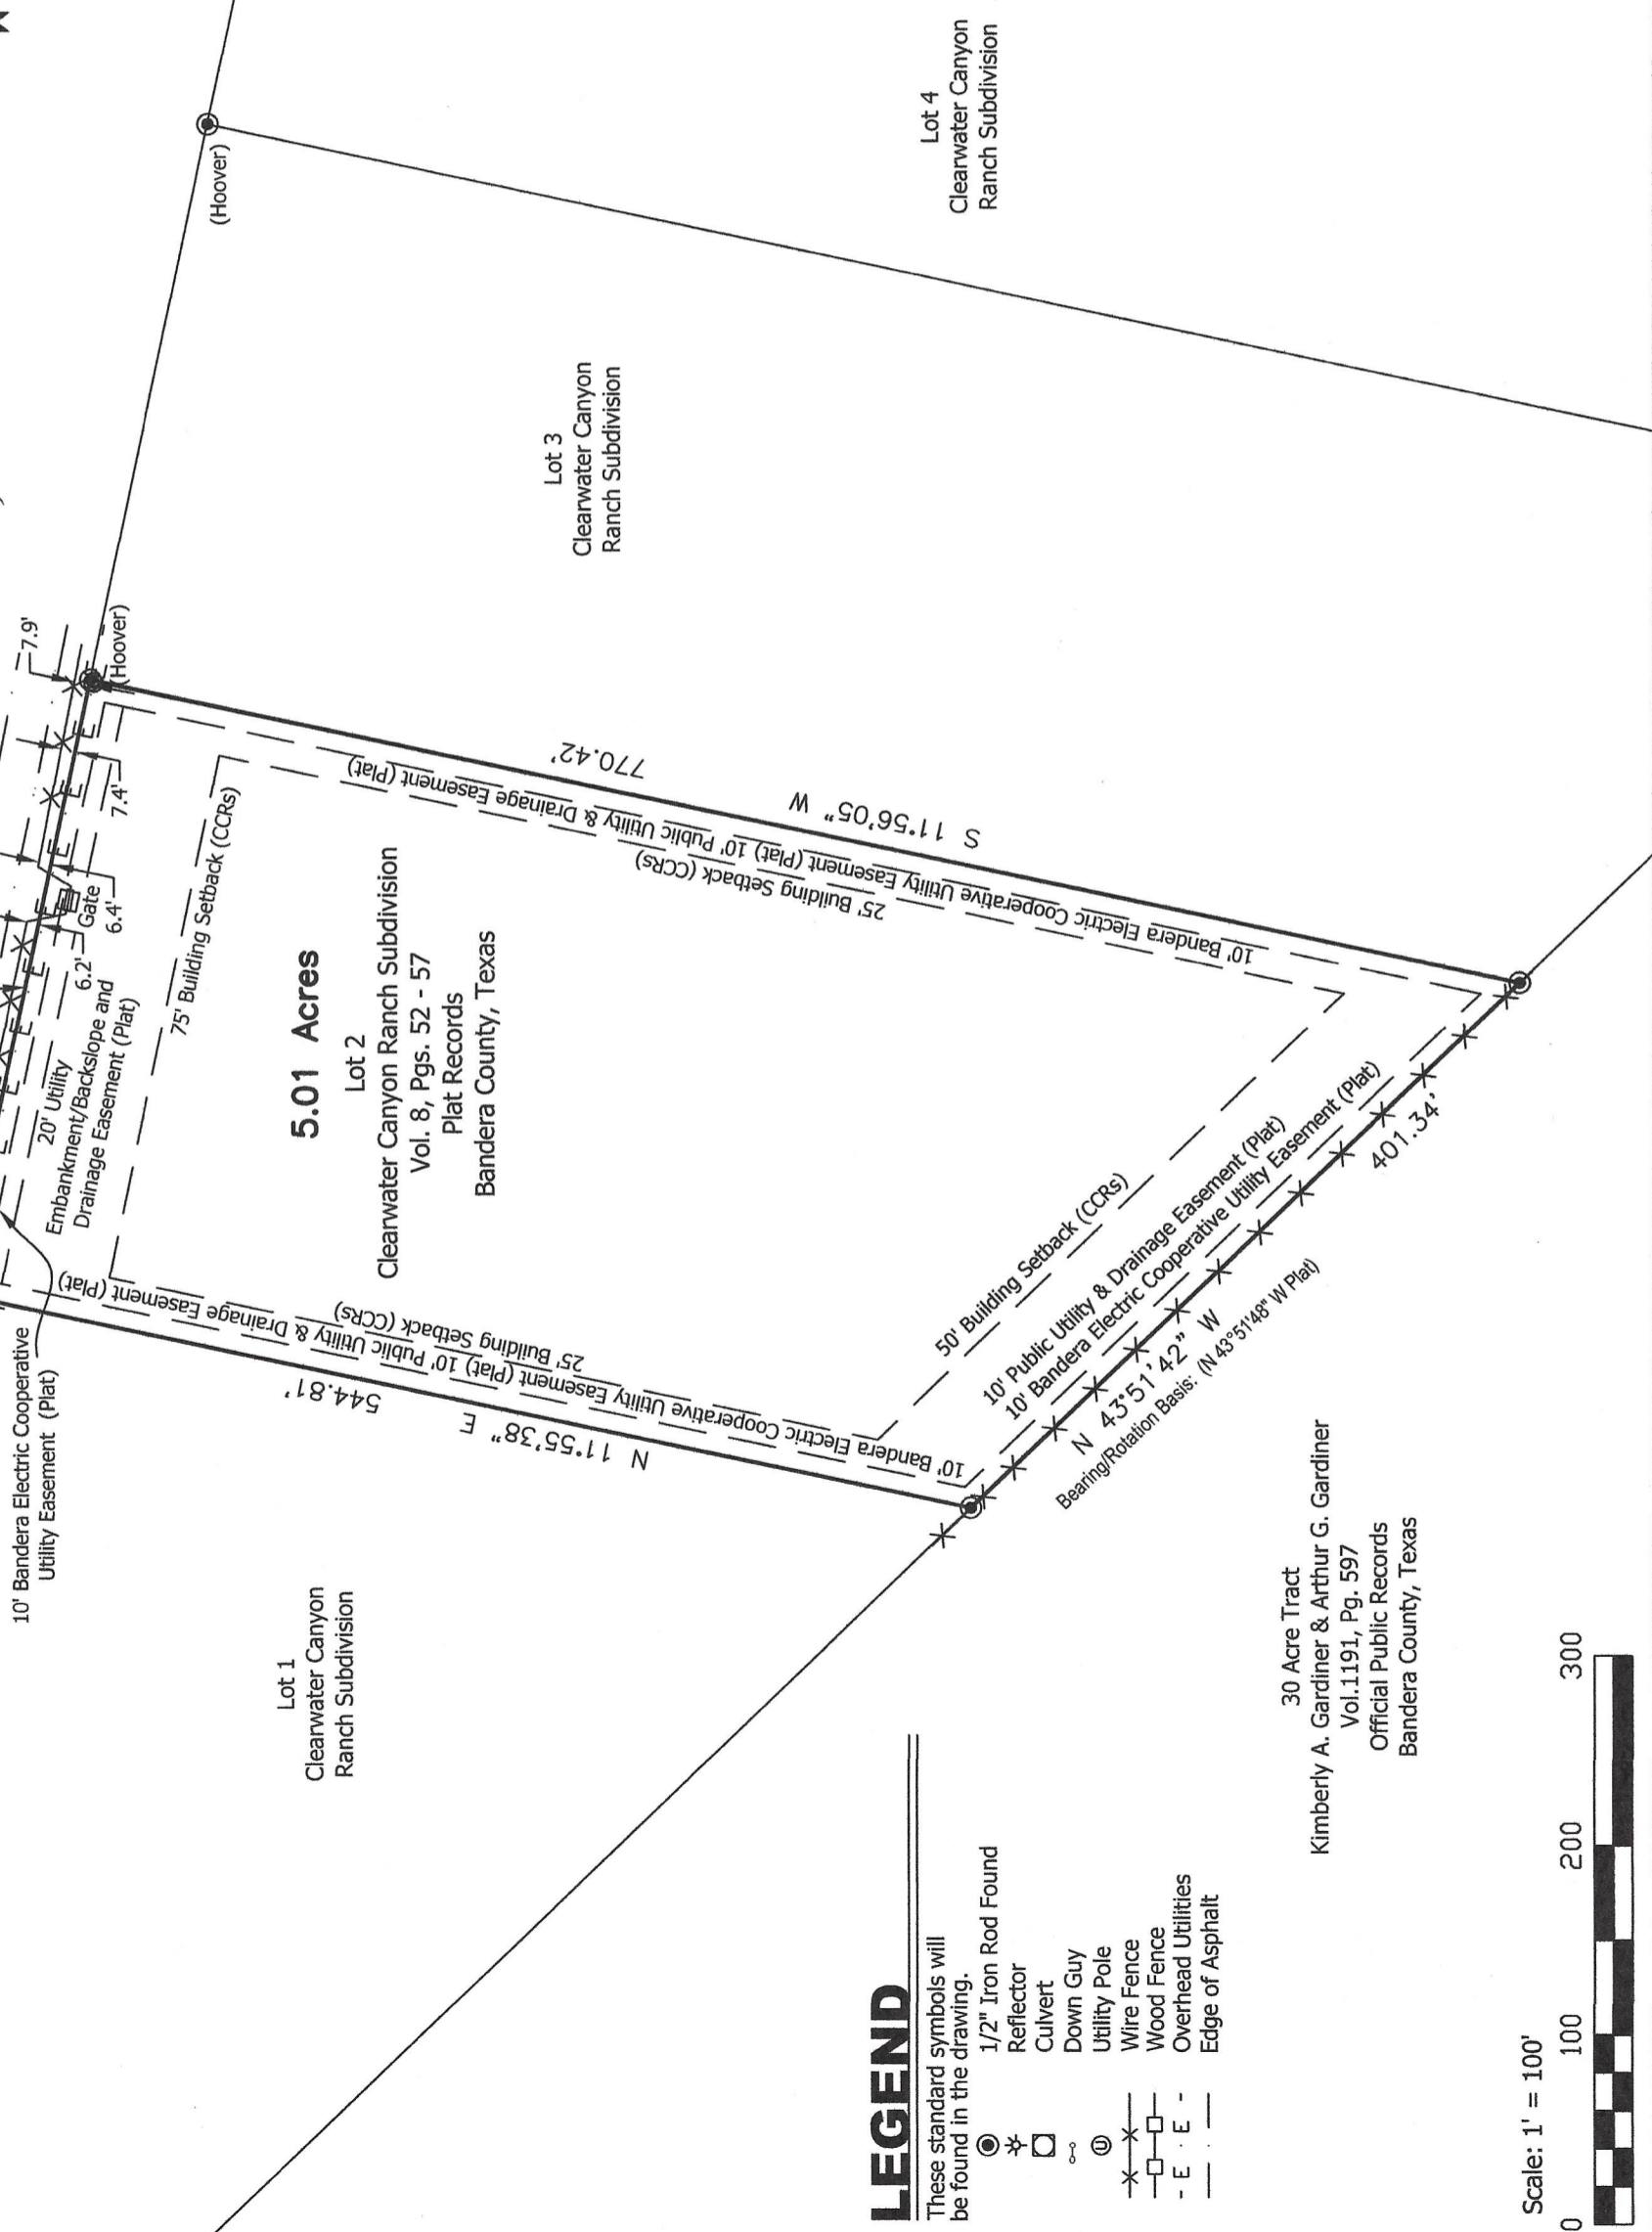 (Hoover)
Lot 4
Clearwater Canyon
Ranch Subdivision
Lot 3
Clearwater Canyon
Ranch Subdivision
7.9'
(Hoover)
7.4'
Gate
6.4'
6.2'
20' Utility
Embankment/Backslope and
Drainage Easement (Plat)
75' Building Setback (CCRs)
10' Bandera Electric Cooperative
Utility Easement (Plat)
5.01 Acres
Lot 2
Clearwater Canyon Ranch Subdivision
Vol. 8, Pgs. 52 - 57
Plat Records
Bandera County, Texas
S 11°56'05" W
770.42'
10' Bandera Electric Cooperative Utility Easement (Plat) 10' Public Utility & Drainage Easement (Plat)
25' Building Setback (CCRs)
N 11°55'38" E
544.81'
10' Bandera Electric Cooperative Utility Easement (Plat) 10' Public Utility & Drainage Easement (Plat)
25' Building Setback (CCRs)
50' Building Setback (CCRs)
10' Public Utility & Drainage Easement (Plat)
10' Bandera Electric Cooperative Utility Easement (Plat)
N 43°51'42" W
401.34'
Bearing/Rotation Basis: (N 43°51'48" W Plat)
Lot 1
Clearwater Canyon
Ranch Subdivision
30 Acre Tract
Kimberly A. Gardiner & Arthur G. Gardiner
Vol.1191, Pg. 597
Official Public Records
Bandera County, Texas
LEGEND
These standard symbols will
be found in the drawing.
1/2" Iron Rod Found
Reflector
Culvert
Down Guy
U Utility Pole
Wire Fence
Wood Fence
- E · E - Overhead Utilities
Edge of Asphalt
Scale: 1' = 100'
0 100 200 300